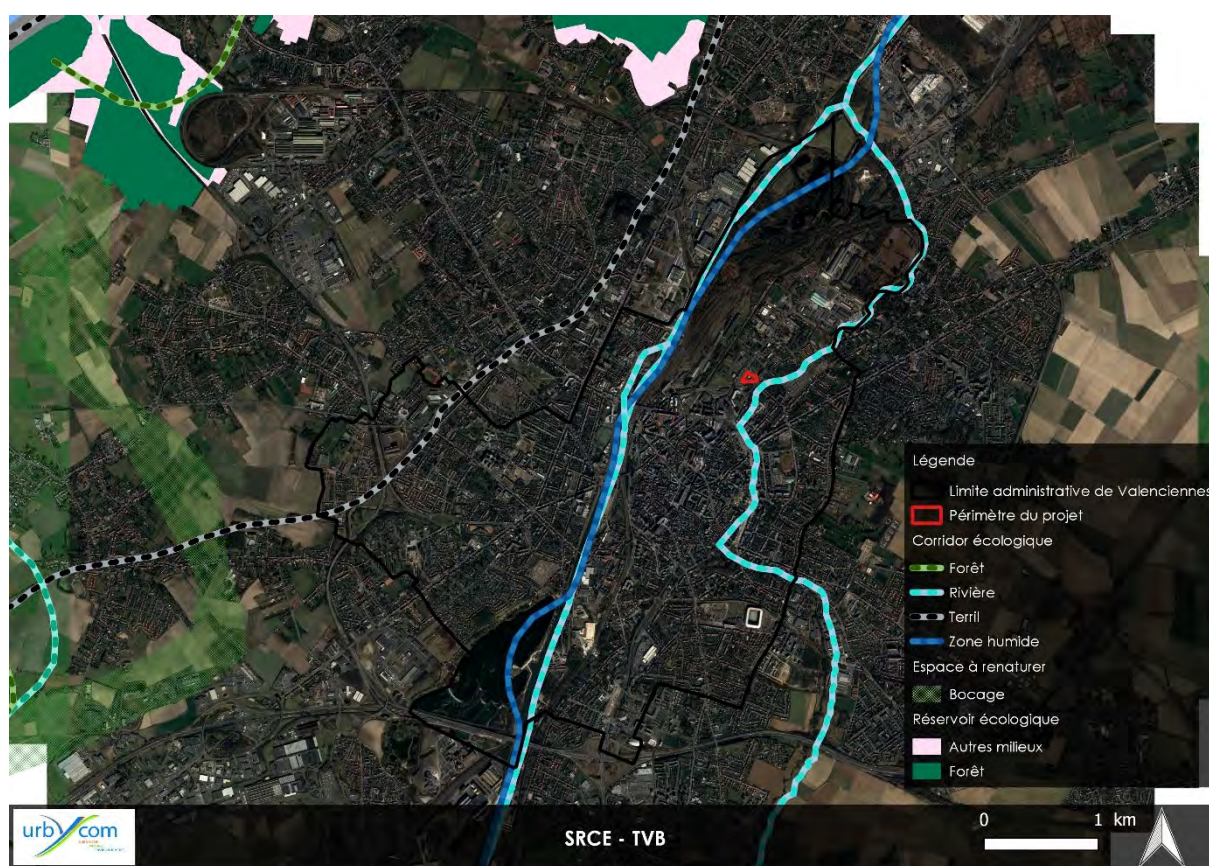 Légende
Limite administrative de Valenciennes
Périmètre du projet
Corridor écologique
Forêt
Rivière
Terril
Zone humide
Espace à renaturer
Bocage
Réservoir écologique
Autres milieux
Forêt
urbycom
SRCE - TVB
0 1 km